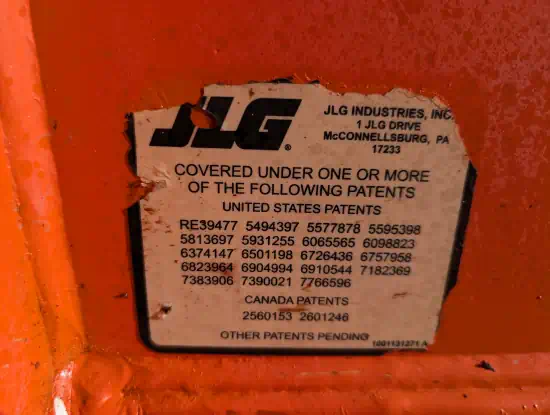 JLG®
JLG INDUSTRIES, INC.
1 JLG DRIVE
McCONNELLSBURG, PA
17233
COVERED UNDER ONE OR MORE
OF THE FOLLOWING PATENTS
UNITED STATES PATENTS
RE39477 5494397 5577878 5595398
5813697 5931255 6065565 6098823
6374147 6501198 6726436 6757958
6823964 6904994 6910544 7182369
7383906 7390021 7766596
CANADA PATENTS
2560153 2601246
OTHER PATENTS PENDING
1001131271 A